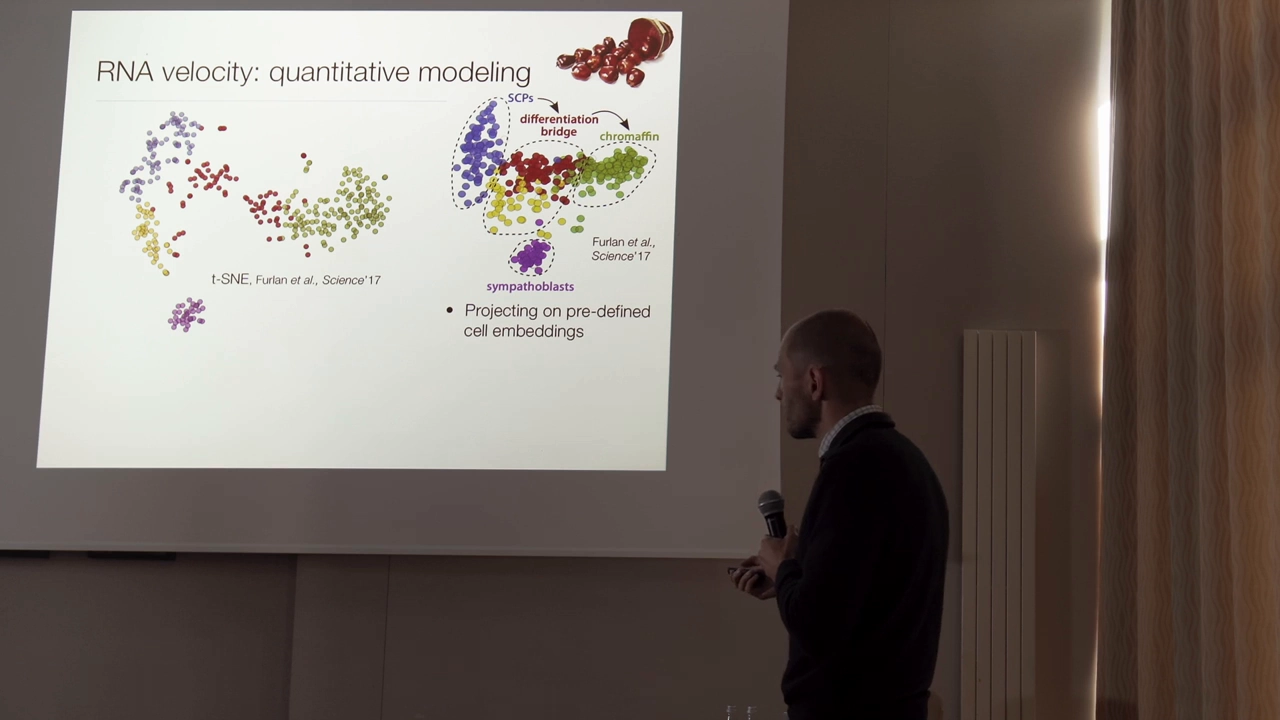 RNA velocity: quantitative modeling
SCPs
differentiation
bridge
chromaffin
Furlan et al.,
Science'17
t-SNE, Furlan et al., Science'17
sympathoblasts
• Projecting on pre-defined
cell embeddings